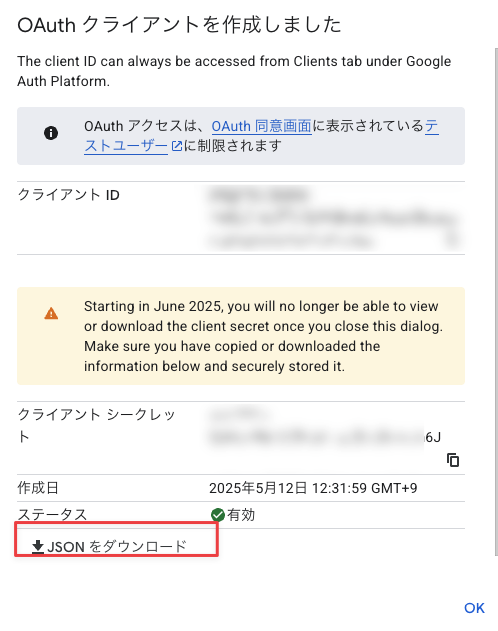 OAuth クライアントを作成しました
The client ID can always be accessed from Clients tab under Google
Auth Platform.
OAuth アクセスは、OAuth 同意画面に表示されているテ
ストユーザーに制限されます
クライアント ID
Starting in June 2025, you will no longer be able to view
or download the client secret once you close this dialog.
Make sure you have copied or downloaded the
information below and securely stored it.
クライアント シークレッ
ト
6J
作成日 2025年5月12日 12:31:59 GMT+9
ステータス 有効
JSON をダウンロード
OK